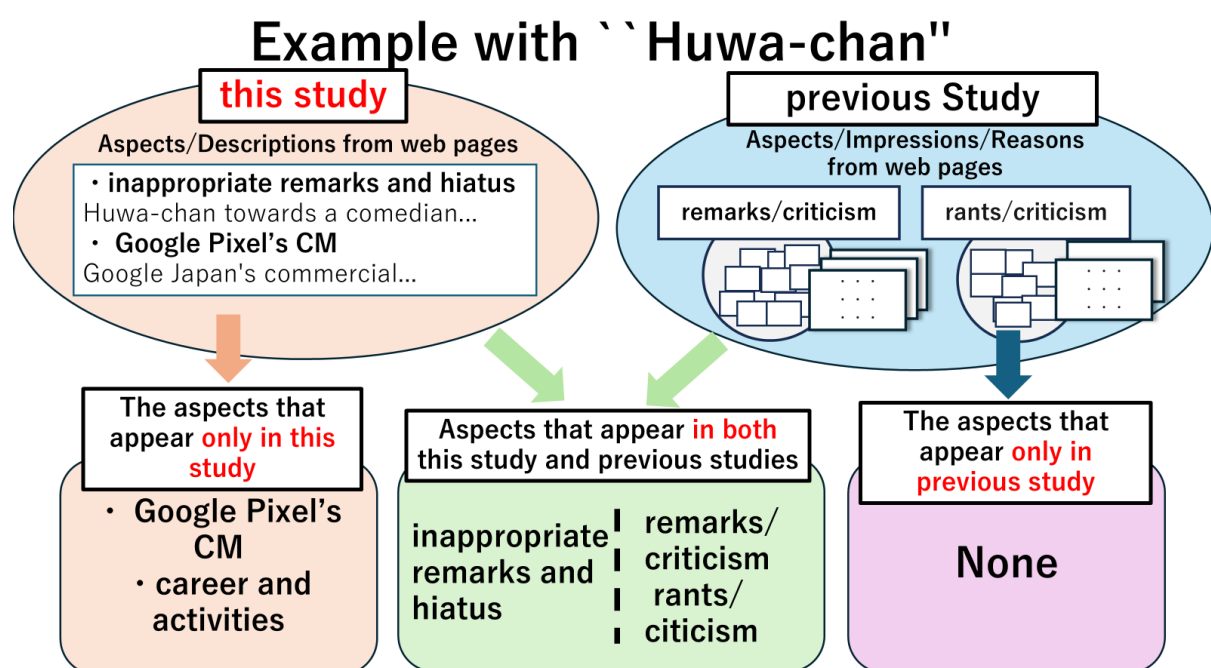 Example with ``Huwa-chan"
this study
Aspects/Descriptions from web pages
・inappropriate remarks and hiatus
Huwa-chan towards a comedian...
・ Google Pixel's CM
Google Japan's commercial...
previous Study
Aspects/Impressions/Reasons
from web pages
remarks/criticism
rants/criticism
. . .
. . .
. . .
. . .
. . .
. . .
The aspects that
appear only in this
study
・ Google Pixel's
CM
・career and
activities
Aspects that appear in both
this study and previous studies
inappropriate
remarks and
hiatus
remarks/
criticism
rants/
citicism
The aspects that
appear only in
previous study
None